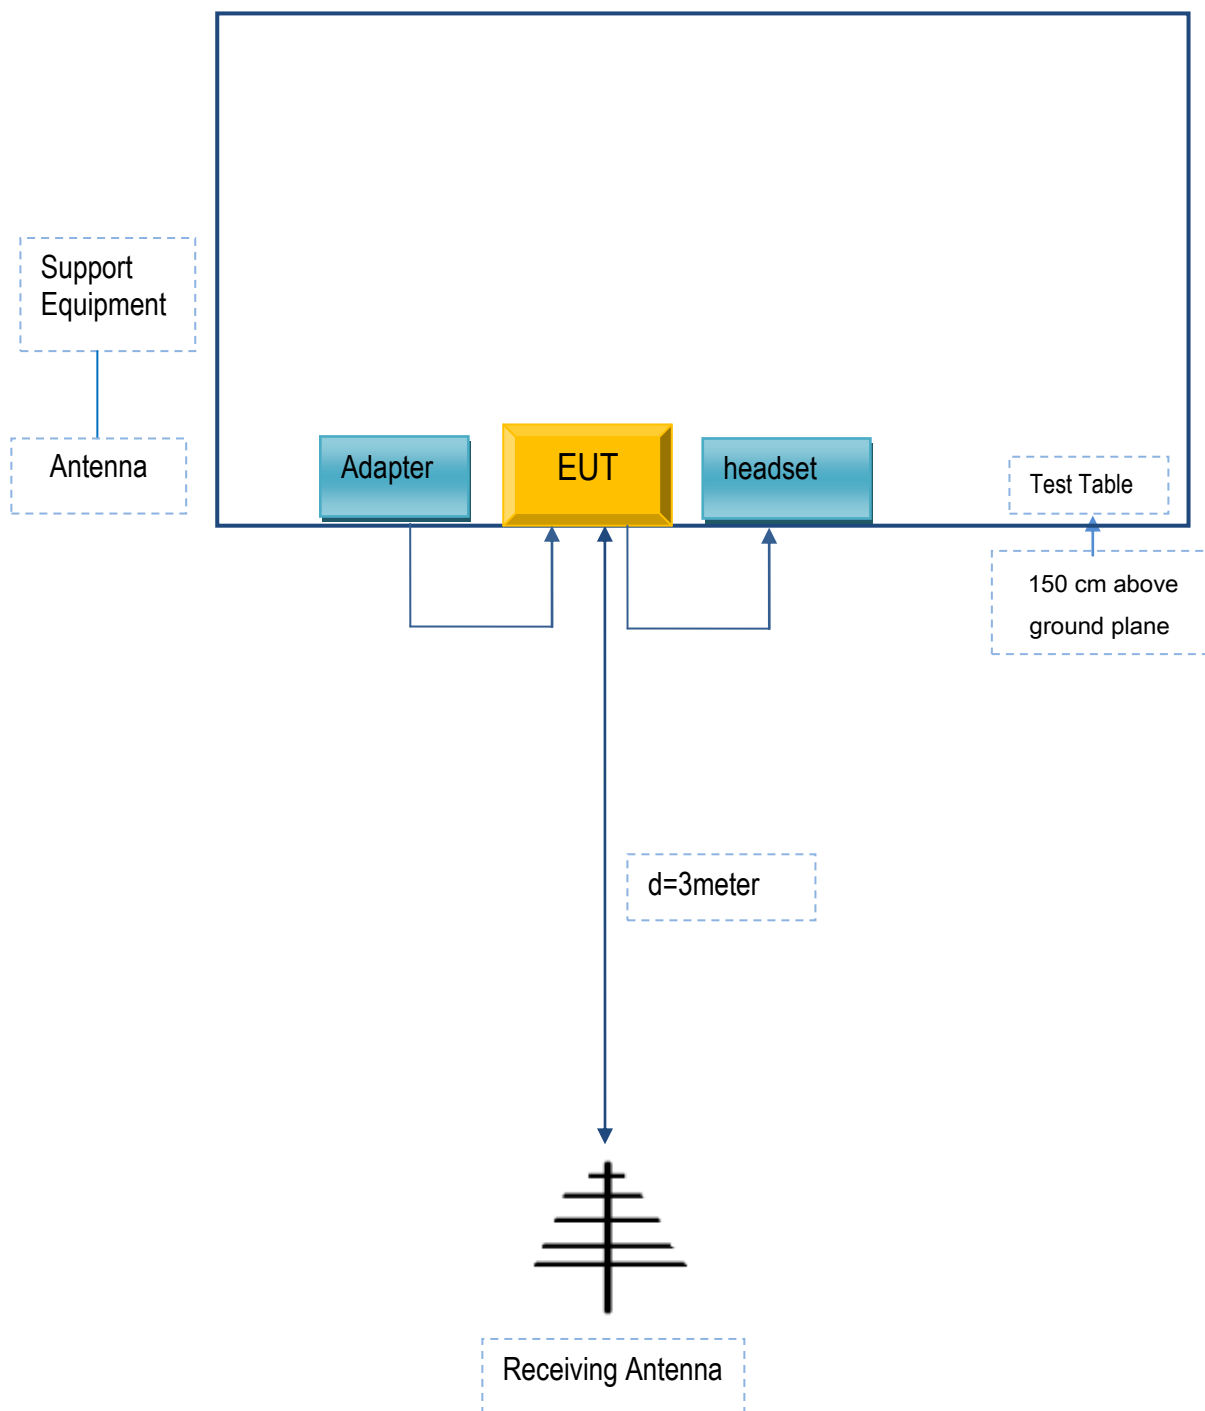 Support
Equipment
Antenna
Adapter
EUT
headset
Test Table
150 cm above
ground plane
d=3meter
Receiving Antenna